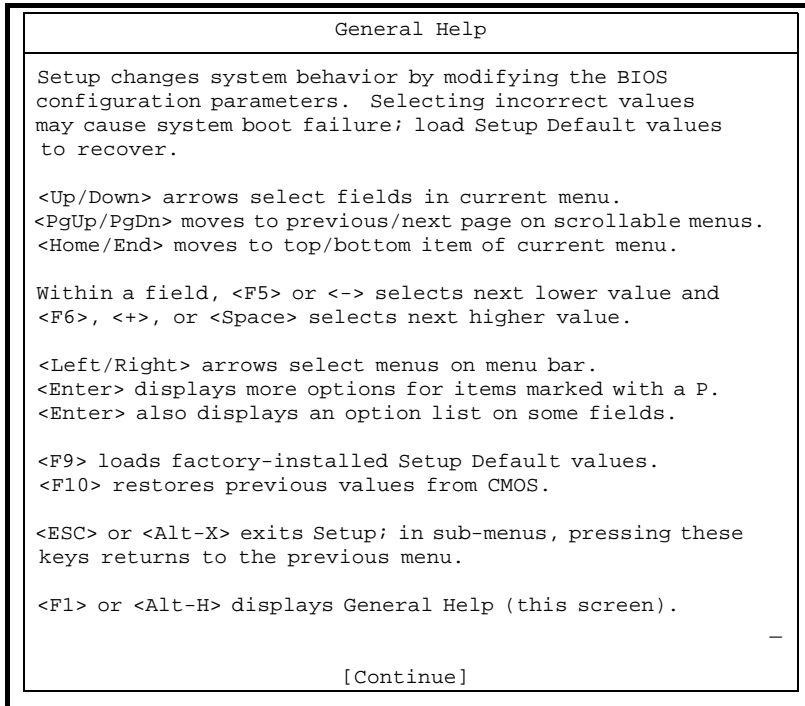 General Help
Setup changes system behavior by modifying the BIOS
configuration parameters. Selecting incorrect values
may cause system boot failure; load Setup Default values
to recover.
<Up/Down> arrows select fields in current menu.
<PgUp/PgDn> moves to previous/next page on scrollable menus.
<Home/End> moves to top/bottom item of current menu.
Within a field, <F5> or <-> selects next lower value and
<F6>, <+>, or <Space> selects next higher value.
<Left/Right> arrows select menus on menu bar.
<Enter> displays more options for items marked with a P.
<Enter> also displays an option list on some fields.
<F9> loads factory-installed Setup Default values.
<F10> restores previous values from CMOS.
<ESC> or <Alt-X> exits Setup; in sub-menus, pressing these
keys returns to the previous menu.
<F1> or <Alt-H> displays General Help (this screen).
_
[Continue]